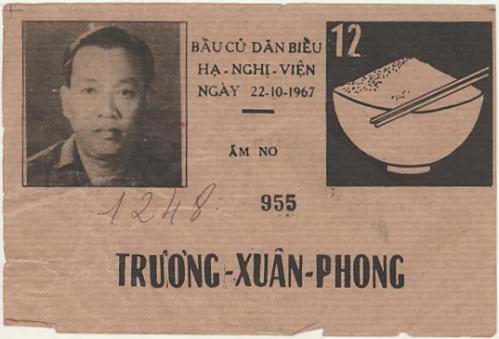 BẦU CỬ DÂN BIỂU
HẠ-NGHỊ-VIỆN
NGÀY 22-10-1967
12
ẤM NO
1248
955
TRƯƠNG-XUÂN-PHONG